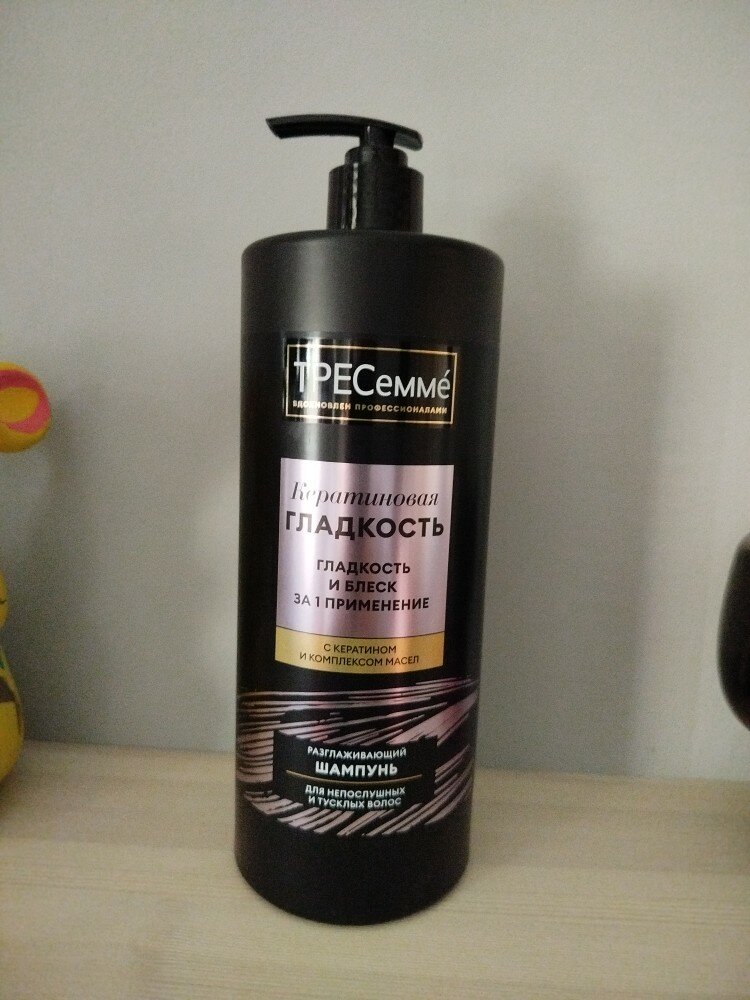 ТРЕСеммé
ВДОХНОВЛЕН ПРОФЕССИОНАЛАМИ
Кератиновая
ГЛАДКОСТЬ
ГЛАДКОСТЬ
И БЛЕСК
ЗА 1 ПРИМЕНЕНИЕ
С КЕРАТИНОМ
И КОМПЛЕКСОМ МАСЕЛ
РАЗГЛАЖИВАЮЩИЙ
ШАМПУНЬ
ДЛЯ НЕПОСЛУШНЫХ
И ТУСКЛЫХ ВОЛОС